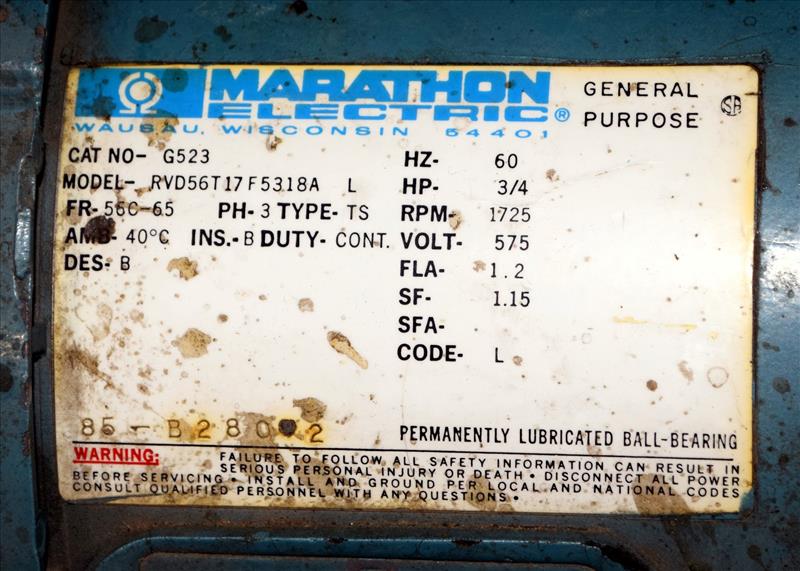 MARATHON
ELECTRIC®
WAUSAU, WISCONSIN 54401
GENERAL
PURPOSE
SA
CAT NO- G523
MODEL- RVD56T17F5318A L
FR- 56C-65 PH- 3 TYPE- TS
AMB- 40°C INS.- B DUTY- CONT.
DES- B
HZ- 60
HP- 3/4
RPM- 1725
VOLT- 575
FLA- 1.2
SF- 1.15
SFA-
CODE- L
PERMANENTLY LUBRICATED BALL-BEARING
WARNING: FAILURE TO FOLLOW ALL SAFETY INFORMATION CAN RESULT IN
SERIOUS PERSONAL INJURY OR DEATH • DISCONNECT ALL POWER
BEFORE SERVICING • INSTALL AND GROUND PER LOCAL AND NATIONAL CODES
CONSULT QUALIFIED PERSONNEL WITH ANY QUESTIONS •